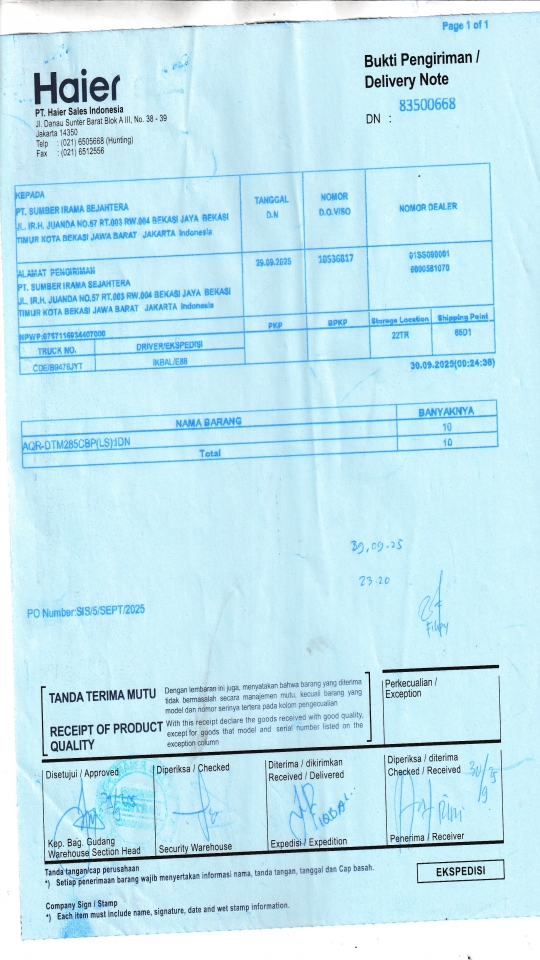 Page 1 of 1
Haier
PT. Haier Sales Indonesia
Jl. Danau Sunter Barat Blok A III, No. 38 - 39
Jakarta 14350
Telp : (021) 6505668 (Hunting)
Fax : (021) 6512556
Bukti Pengiriman /
Delivery Note
DN : 83500668
KEPADA
PT. SUMBER IRAMA SEJAHTERA
JL. IR.H. JUANDA NO.57 RT.003 RW.004 BEKASI JAYA BEKASI
TIMUR KOTA BEKASI JAWA BARAT JAKARTA Indonesia
TANGGAL
D.N
NOMOR
D.O.VISO
NOMOR DEALER
ALAMAT PENGIRIMAN
PT. SUMBER IRAMA SEJAHTERA
JL. IR.H. JUANDA NO.57 RT.003 RW.004 BEKASI JAYA BEKASI
TIMUR KOTA BEKASI JAWA BARAT JAKARTA Indonesia
29.09.2025
10536817
01SS090001
6000581070
PKP
BPKP
Storage Location
Shipping Point
22TR
TRUCK NO.
DRIVER/EKSPEDISI
IKBAL/E88
30.09.2025(00:24:36)
NAMA BARANG
BANYAKNYA
AQR-DTM285CBP(LS):IDN
10
Total
10
23.20
PO Number:SIS/5/SEPT/2025
TANDA TERIMA MUTU
Dengan lembaran ini juga, menyatakan bahwa barang yang diterima
tidak bermasalah secara manajemen mutu, kecuali barang yang
model dan nomor serinya tertera pada kolom pengecualian
RECEIPT OF PRODUCT
QUALITY
With this receipt declare the goods received with good quality,
except for goods that model and serial number listed on the
exception column
Perkecualian /
Exception
Disetujui / Approved
Diperiksa / Checked
Diterima / dikirimkan
Received / Delivered
Diperiksa / diterima
Checked / Received
30/9 25
IQBAL
Kep. Bag. Gudang
Warehouse Section Head
Security Warehouse
Expedisi / Expedition
Penerima / Receiver
Tanda tangan/cap perusahaan
*) Setiap penerimaan barang wajib menyertakan informasi nama, tanda tangan, tanggal dan Cap basah.
EKSPEDISI
Company Sign / Stamp
*) Each item must include name, signature, date and wet stamp information.